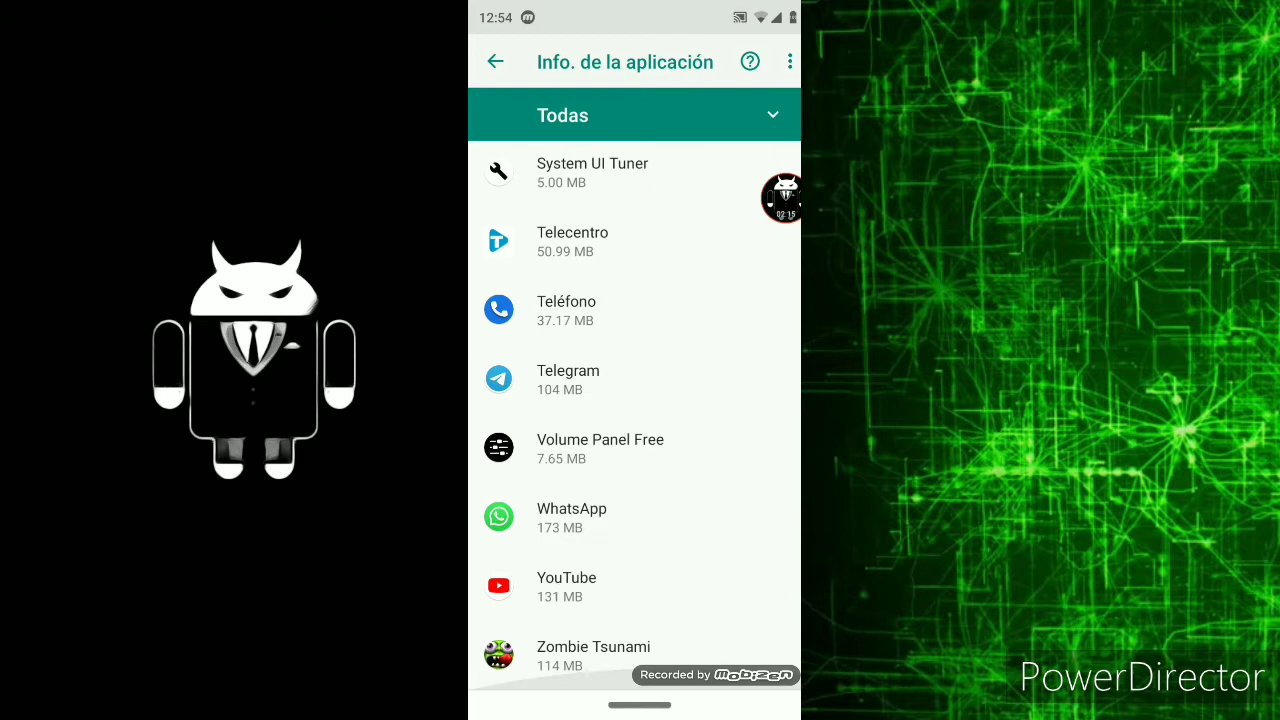 12:54
Info. de la aplicación
Todas
System UI Tuner
5.00 MB
02:15
Telecentro
50.99 MB
Teléfono
37.17 MB
Telegram
104 MB
Volume Panel Free
7.65 MB
WhatsApp
173 MB
YouTube
131 MB
Zombie Tsunami
114 MB
Recorded by mobizen
PowerDirector